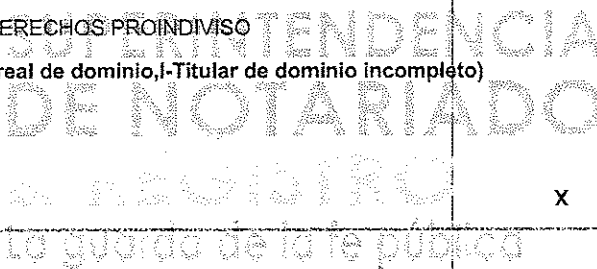 ERECHOS PROINDIVISO
SUPERINTENDENCIA
real de dominio,I-Titular de dominio incompleto)
DE NOTARIADO
& REGISTRO
X
La guarda de la fe pública